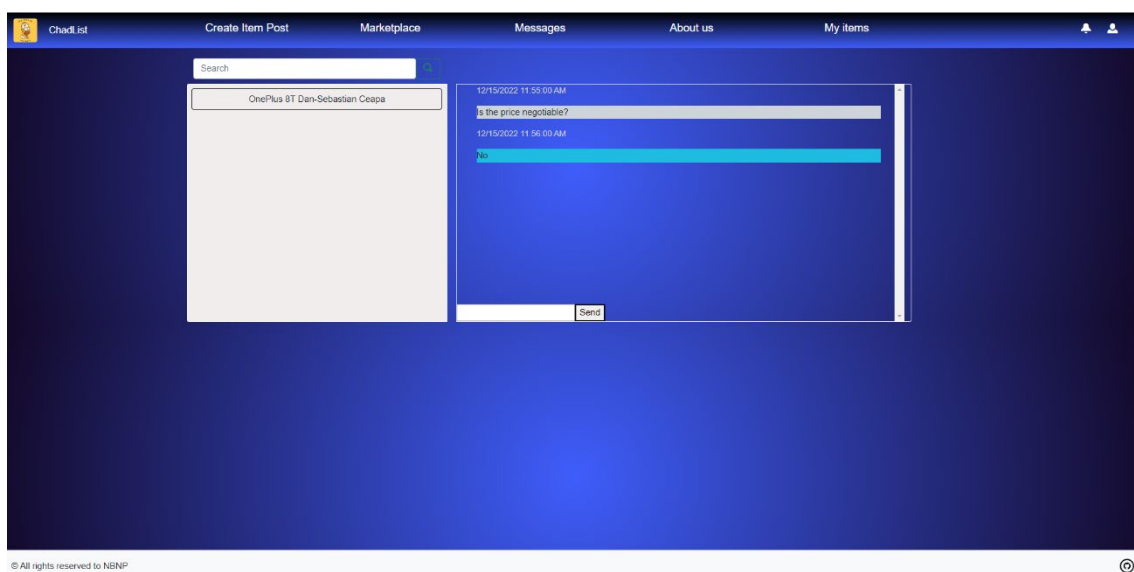 ChadList
Create Item Post
Marketplace
Messages
About us
My items
Search
OnePlus 8T Dan-Sebastian Ceapa
12/15/2022 11:55:00 AM
Is the price negotiable?
12/15/2022 11:56:00 AM
No
Send
© All rights reserved to NBNP